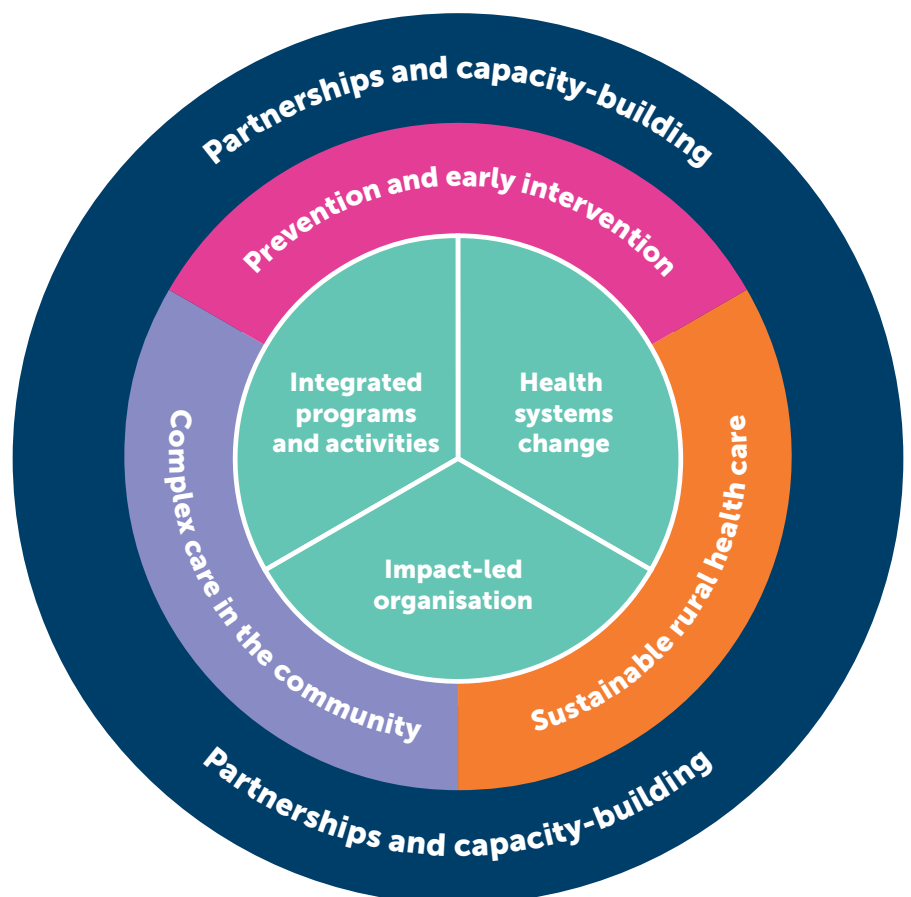 Partnerships and capacity-building
Prevention and early intervention
Integrated
programs
and activities
Health
systems
change
Impact-led
organisation
Complex care in the community
Sustainable rural health care
Partnerships and capacity-building